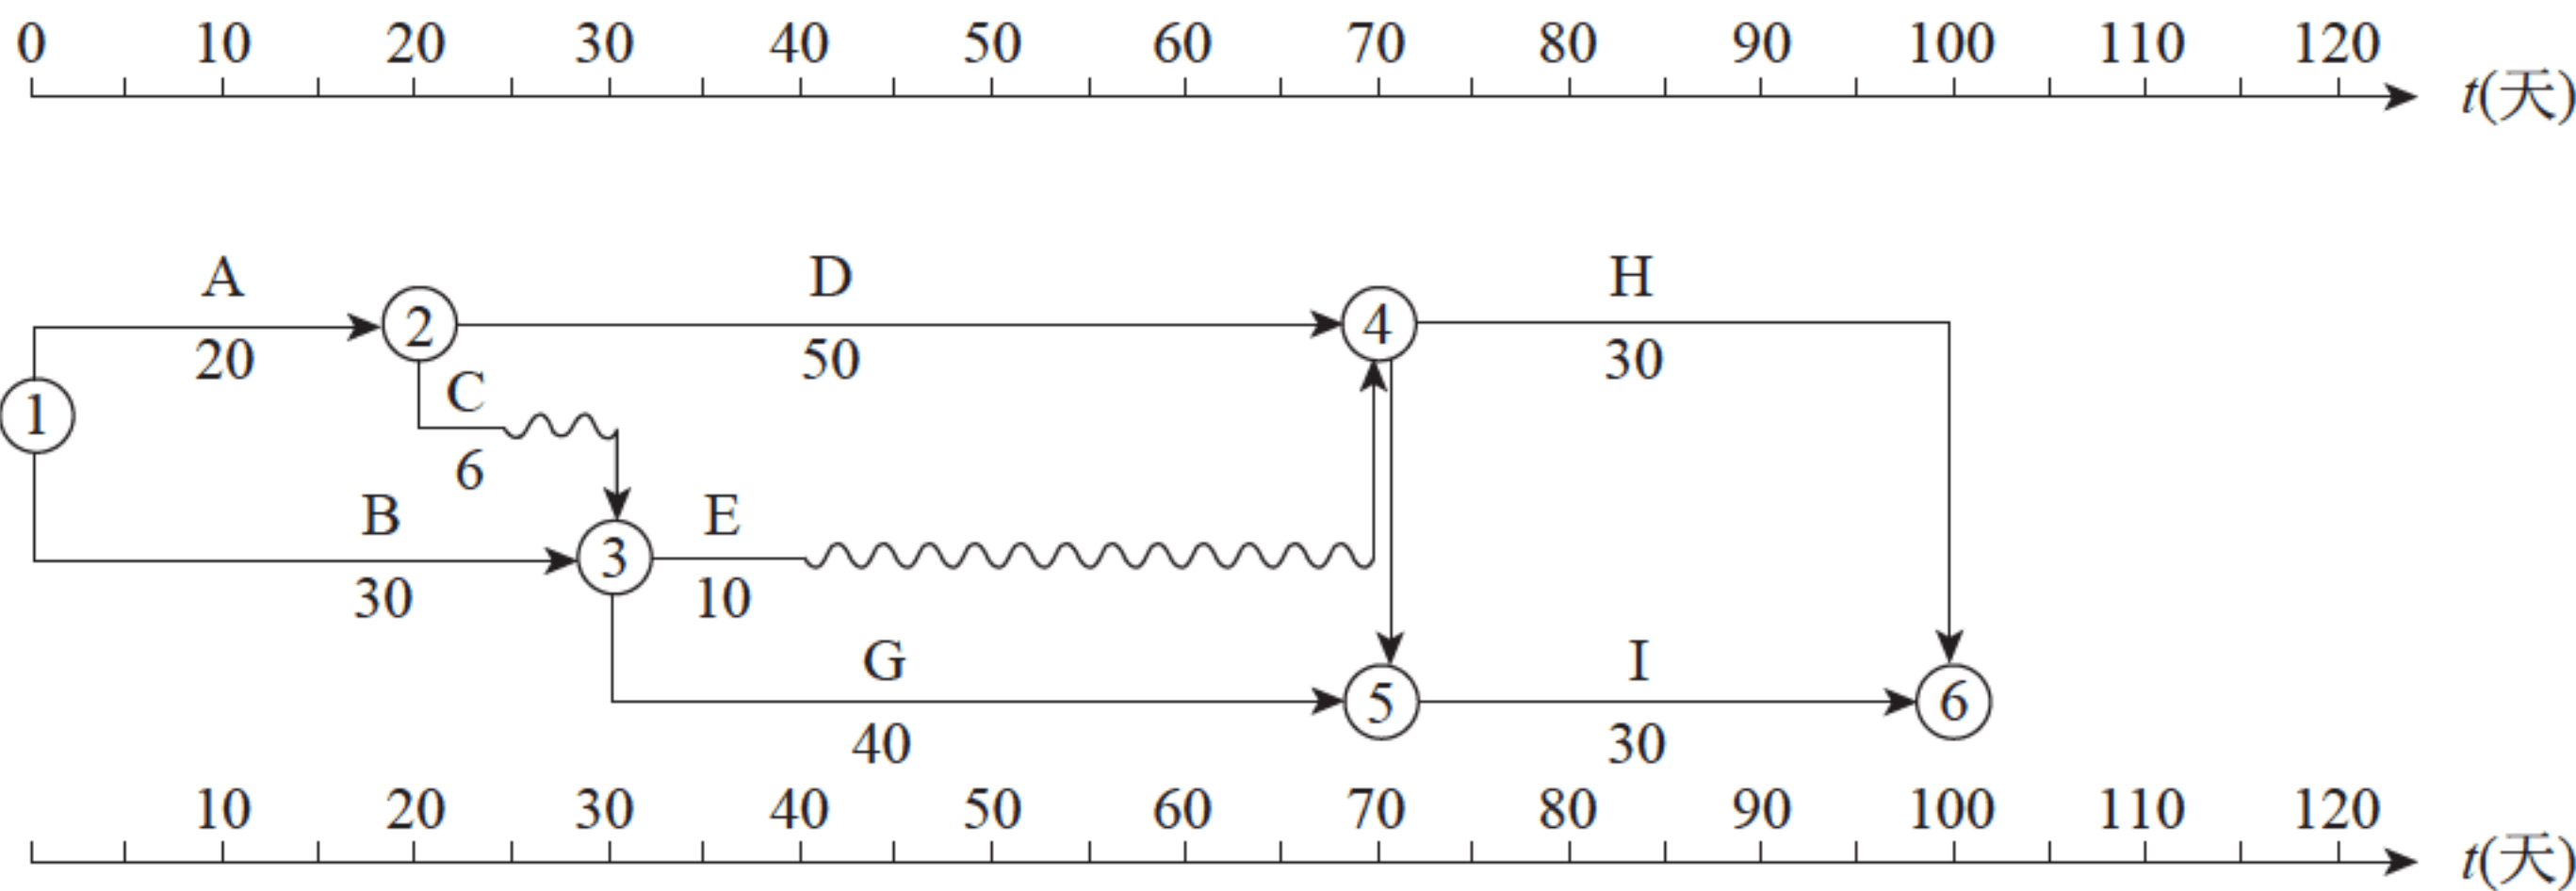 0 10 20 30 40 50 60 70 80 90 100 110 120
t(天)
A D H
1 2 4
20 50 30
C
6
B E
3
30 10
G I
5 6
40 30
10 20 30 40 50 60 70 80 90 100 110 120
t(天)